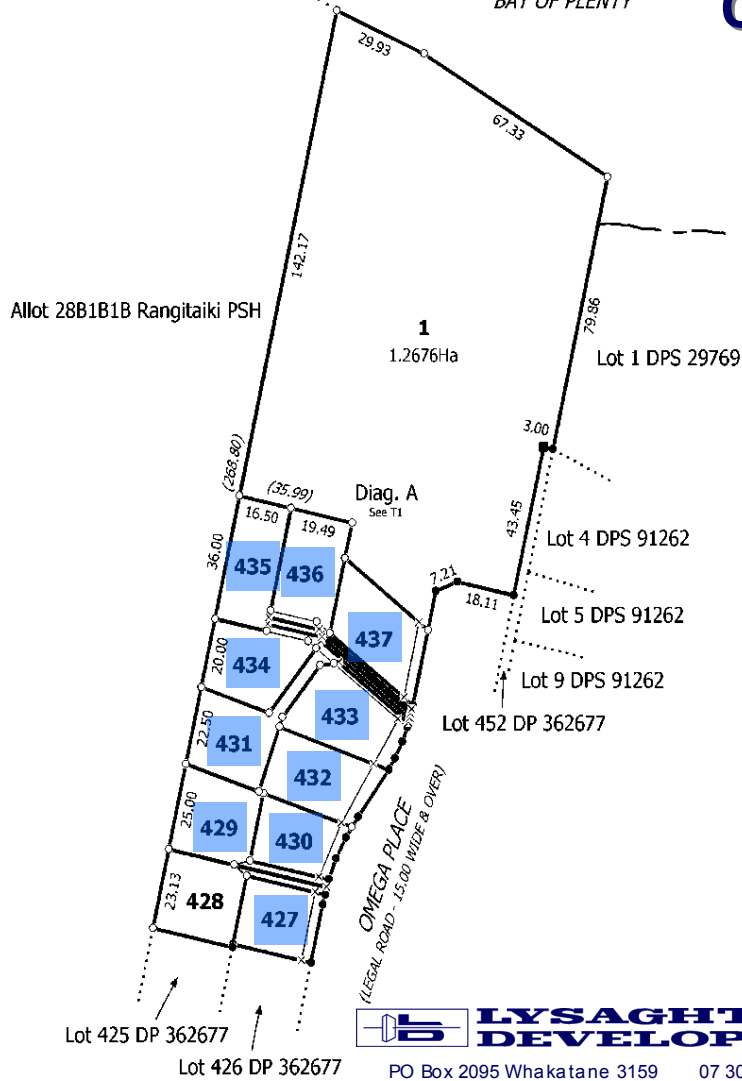 BAY OF PLENTY
29.93
67.33
142.17
Allot 28B1B1B Rangitaiki PSH
1
1.2676Ha
79.86
Lot 1 DPS 29769
3.00
(268.80)
(35.99)
16.50
19.49
Diag. A
See T1
43.45
Lot 4 DPS 91262
36.00
435
436
7.21
18.11
Lot 5 DPS 91262
437
20.00
434
Lot 9 DPS 91262
433
Lot 452 DP 362677
22.50
431
432
25.00
429
430
OMEGA PLACE
(LEGAL ROAD - 15.00 WIDE & OVER)
23.13
428
427
Lot 425 DP 362677
Lot 426 DP 362677
LYSAGHT
DEVELOP
PO Box 2095 Whakatane 3159 07 30